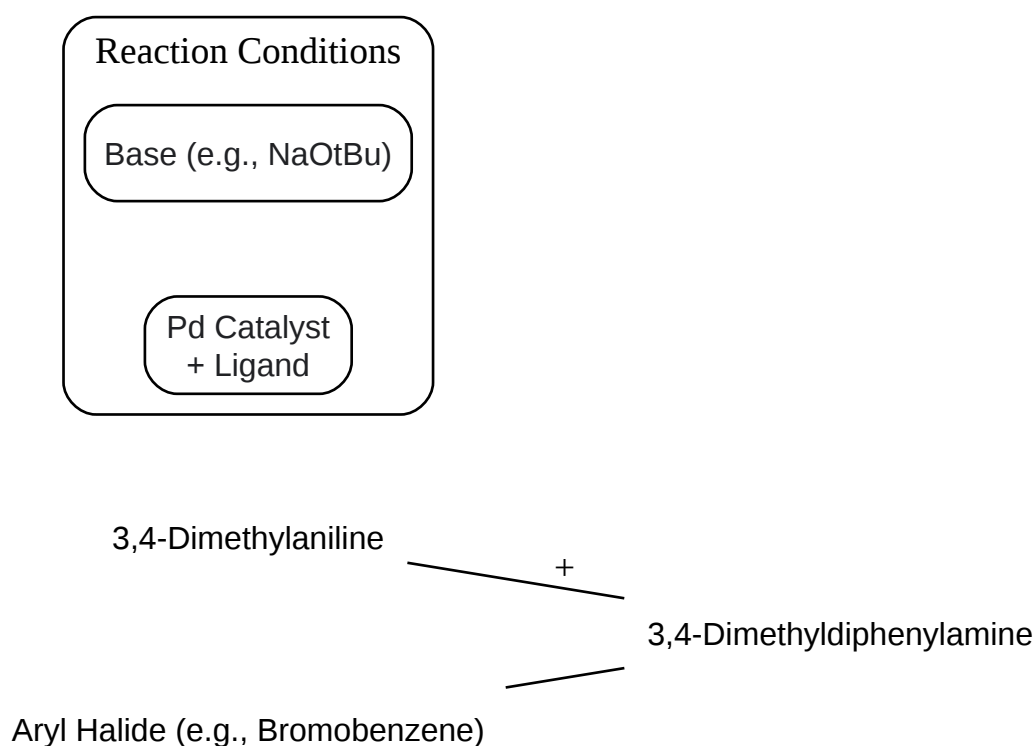 Reaction Conditions
Base (e.g., NaOtBu)
Pd Catalyst
+ Ligand
3,4-Dimethylaniline
+
3,4-Dimethyldiphenylamine
Aryl Halide (e.g., Bromobenzene)